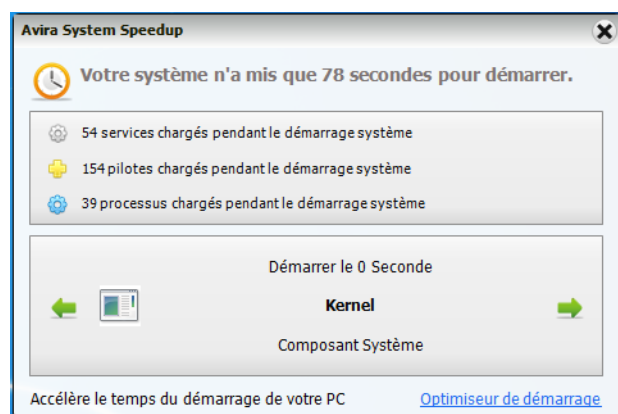 Avira System Speedup
Votre système n'a mis que 78 secondes pour démarrer.
54 services chargés pendant le démarrage système
154 pilotes chargés pendant le démarrage système
39 processus chargés pendant le démarrage système
Démarrer le 0 Seconde
Kernel
Composant Système
Accélère le temps du démarrage de votre PC
Optimiseur de démarrage